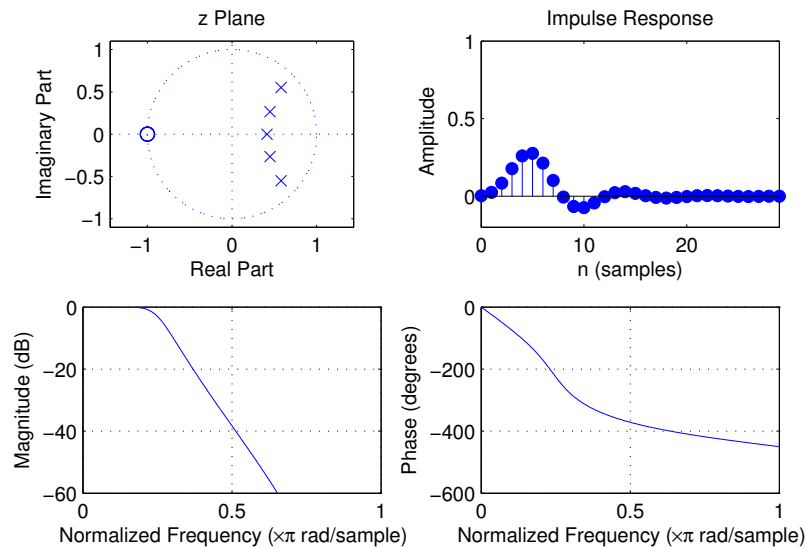 z Plane
1
0.5
0
−0.5
−1
−1
0
1
Imaginary Part
Real Part
Impulse Response
1
0.5
0
0
10
20
Amplitude
n (samples)
0
−20
−40
−60
0
0.5
1
Magnitude (dB)
Normalized Frequency (×π rad/sample)
0
−200
−400
−600
0
0.5
1
Phase (degrees)
Normalized Frequency (×π rad/sample)